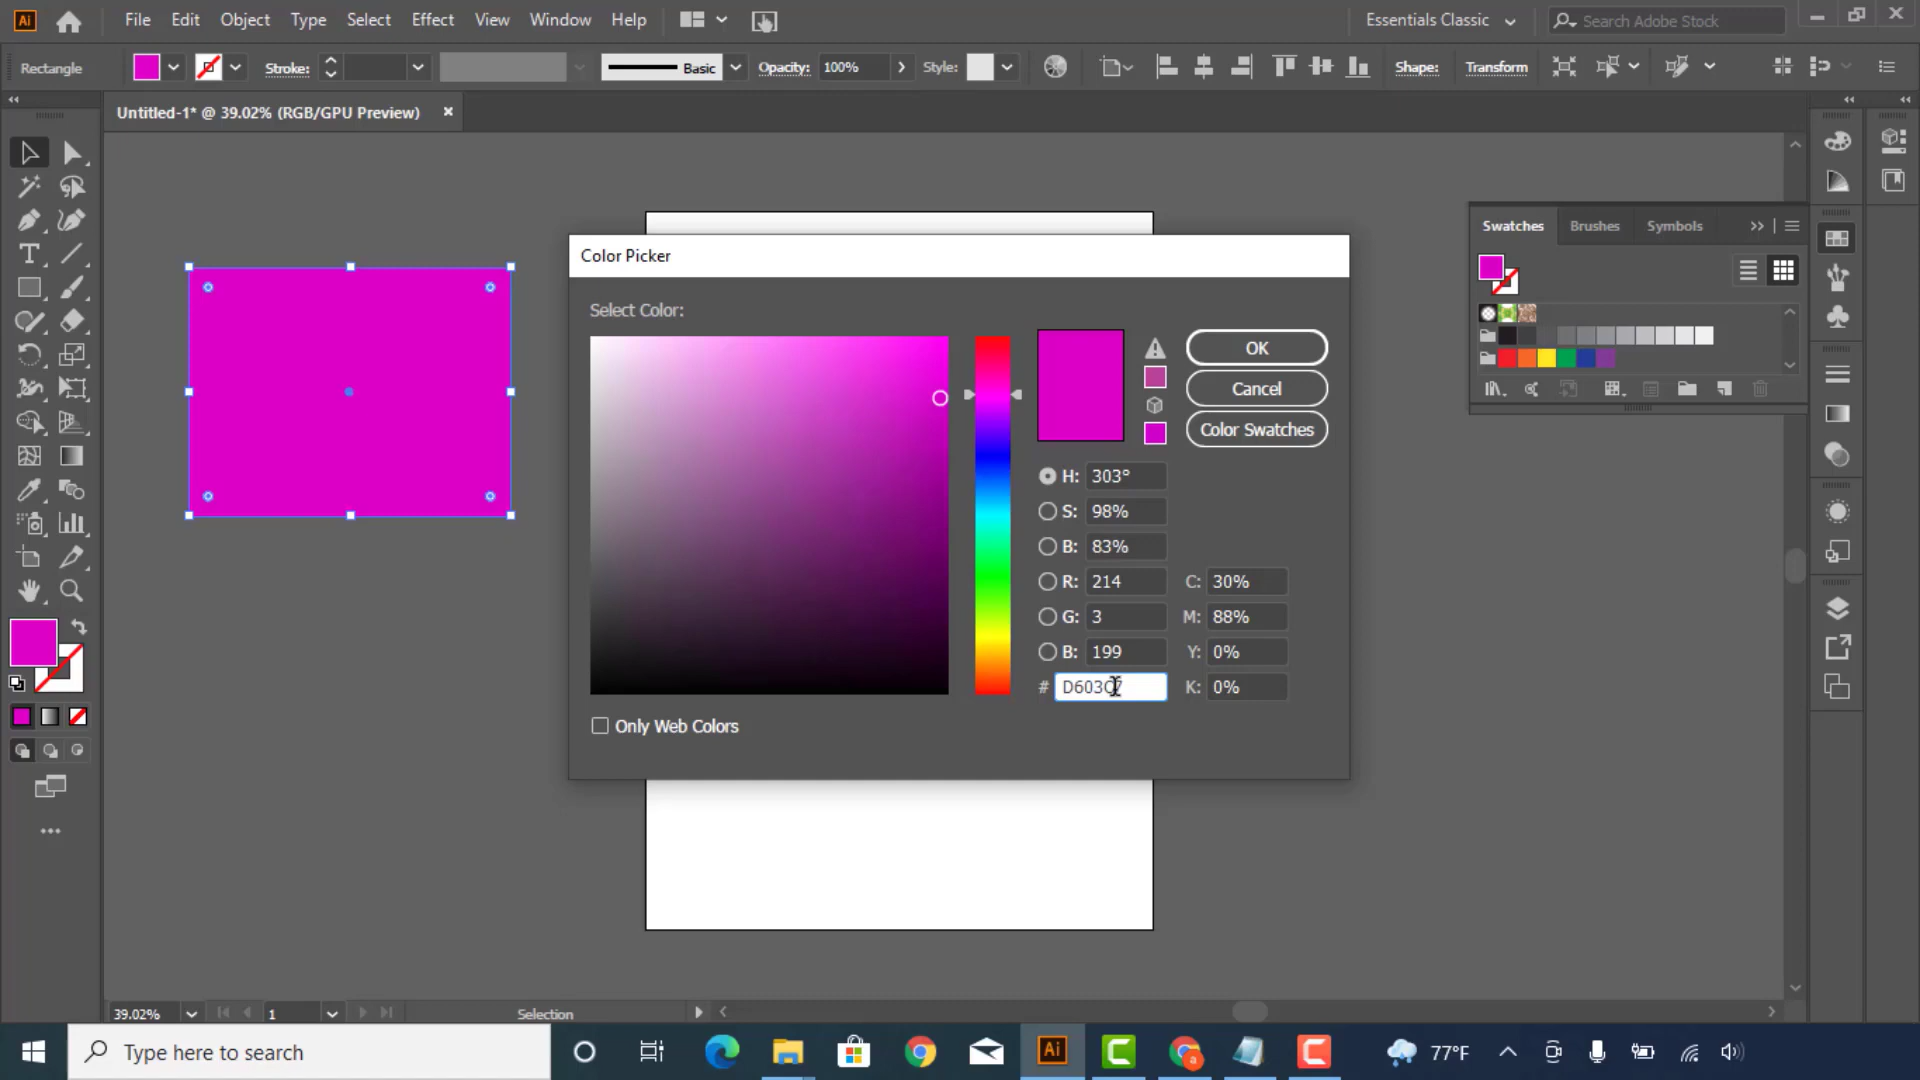 Ai File Edit Object Type Select Effect View Window Help Essentials Classic Search Adobe Stock
Rectangle Stroke: Basic Opacity: 100% Style: Shape: Transform
Untitled-1* @ 39.02% (RGB/GPU Preview)
Swatches Brushes Symbols
Color Picker
Select Color:
OK
Cancel
Color Swatches
H: 303°
S: 98%
B: 83%
R: 214 C: 30%
G: 3 M: 88%
B: 199 Y: 0%
# D603C7 K: 0%
Only Web Colors
39.02% 1 Selection
Type here to search Ai 77°F